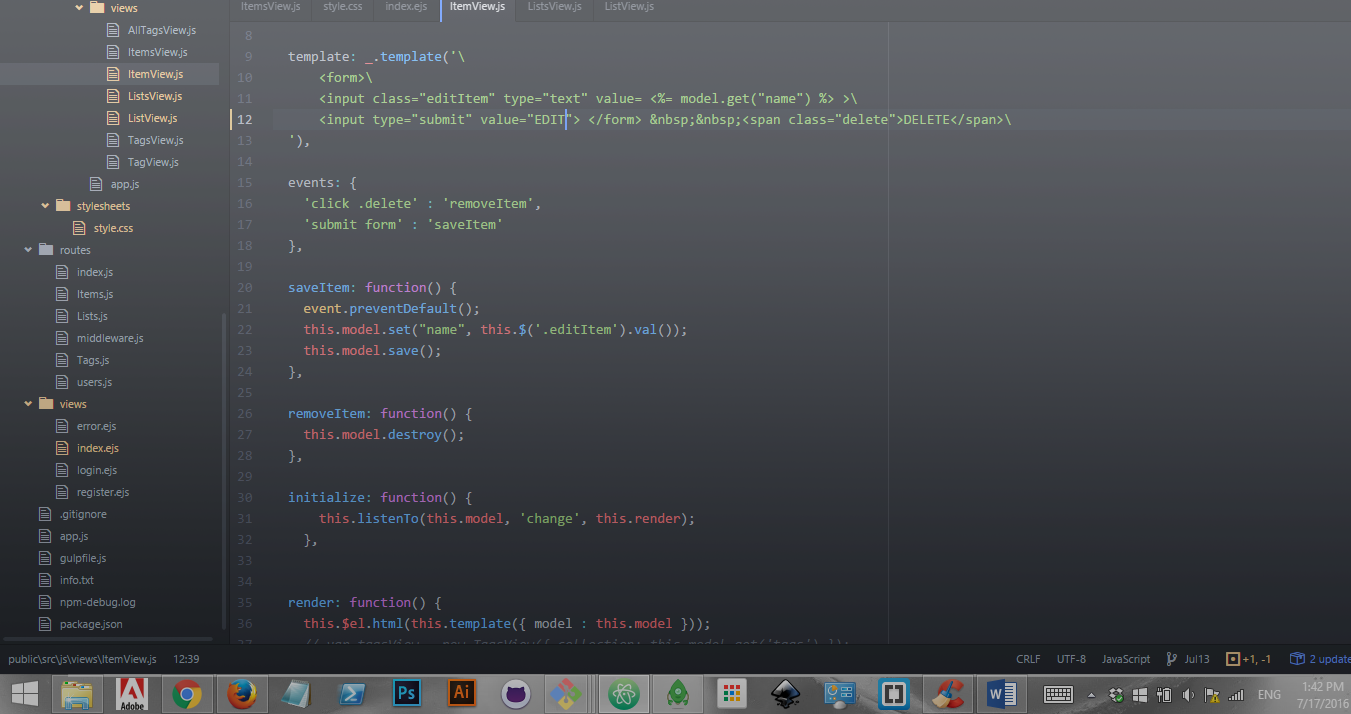 views
AllTagsView.js
ItemsView.js
ItemView.js
ListsView.js
ListView.js
TagsView.js
TagView.js
app.js
stylesheets
style.css
routes
index.js
Items.js
Lists.js
middleware.js
Tags.js
users.js
views
error.ejs
index.ejs
login.ejs
register.ejs
.gitignore
app.js
gulpfile.js
info.txt
npm-debug.log
package.json
ItemsView.js style.css index.ejs ItemView.js ListsView.js ListView.js
8
9 template: _.template('\
10 <form>\
11 <input class="editItem" type="text" value= <%= model.get("name") %> >\
12 <input type="submit" value="EDIT"> </form> &nbsp;&nbsp;<span class="delete">DELETE</span>\
13 '),
14
15 events: {
16 'click .delete' : 'removeItem',
17 'submit form' : 'saveItem'
18 },
19
20 saveItem: function() {
21 event.preventDefault();
22 this.model.set("name", this.$('.editItem').val());
23 this.model.save();
24 },
25
26 removeItem: function() {
27 this.model.destroy();
28 },
29
30 initialize: function() {
31 this.listenTo(this.model, 'change', this.render);
32 },
33
34
35 render: function() {
36 this.$el.html(this.template({ model : this.model }));
public\src\js\views\ItemView.js 12:39 CRLF UTF-8 JavaScript Jul13 +1, -1 2 update
Adobe Ps Ai W ENG 1:42 PM
7/17/2016